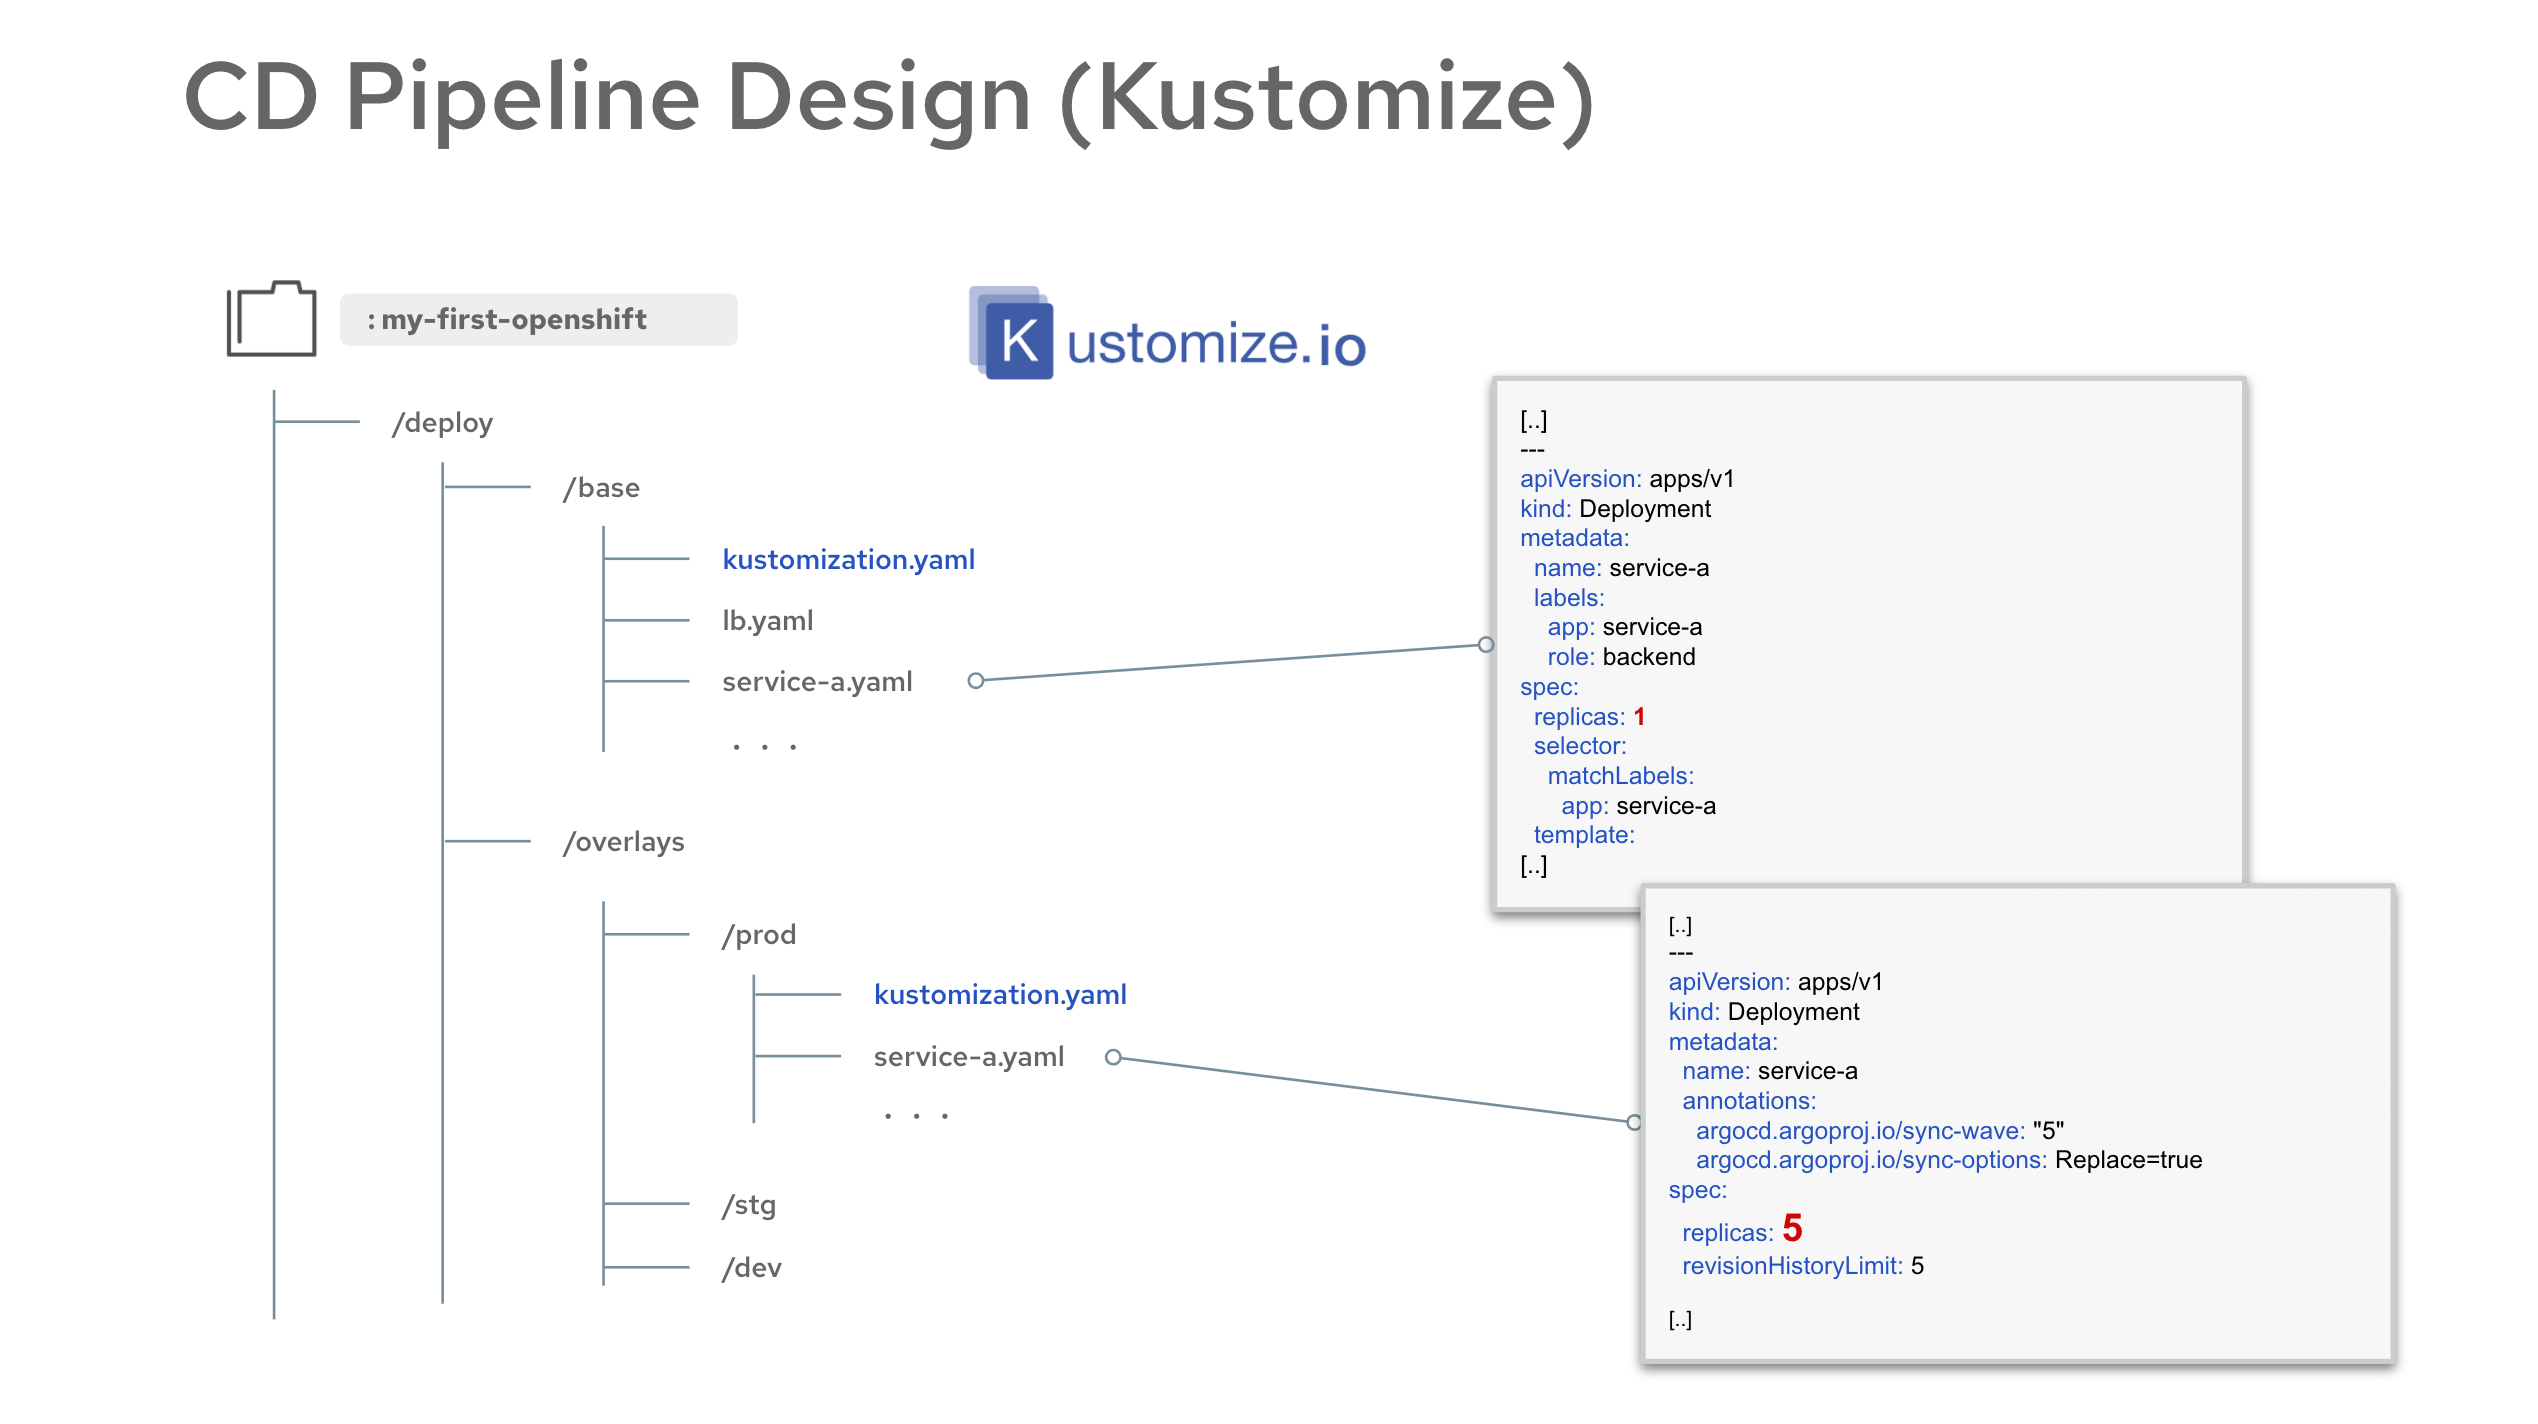 CD Pipeline Design (Kustomize)
: my-first-openshift
Kustomize.io
/deploy
/base
kustomization.yaml
lb.yaml
service-a.yaml
. . .
/overlays
/prod
kustomization.yaml
service-a.yaml
. . .
/stg
/dev
[..]
---
apiVersion: apps/v1
kind: Deployment
metadata:
  name: service-a
  labels:
    app: service-a
    role: backend
spec:
  replicas: 1
  selector:
    matchLabels:
      app: service-a
  template:
[..]
[..]
---
apiVersion: apps/v1
kind: Deployment
metadata:
  name: service-a
  annotations:
    argocd.argoproj.io/sync-wave: "5"
    argocd.argoproj.io/sync-options: Replace=true
spec:
  replicas: 5
  revisionHistoryLimit: 5
[..]